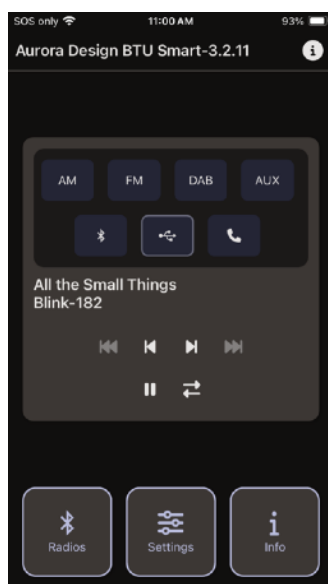 SOS only 11:00 AM 93%
Aurora Design BTU Smart-3.2.11
AM FM DAB AUX
All the Small Things
Blink-182
Radios Settings Info